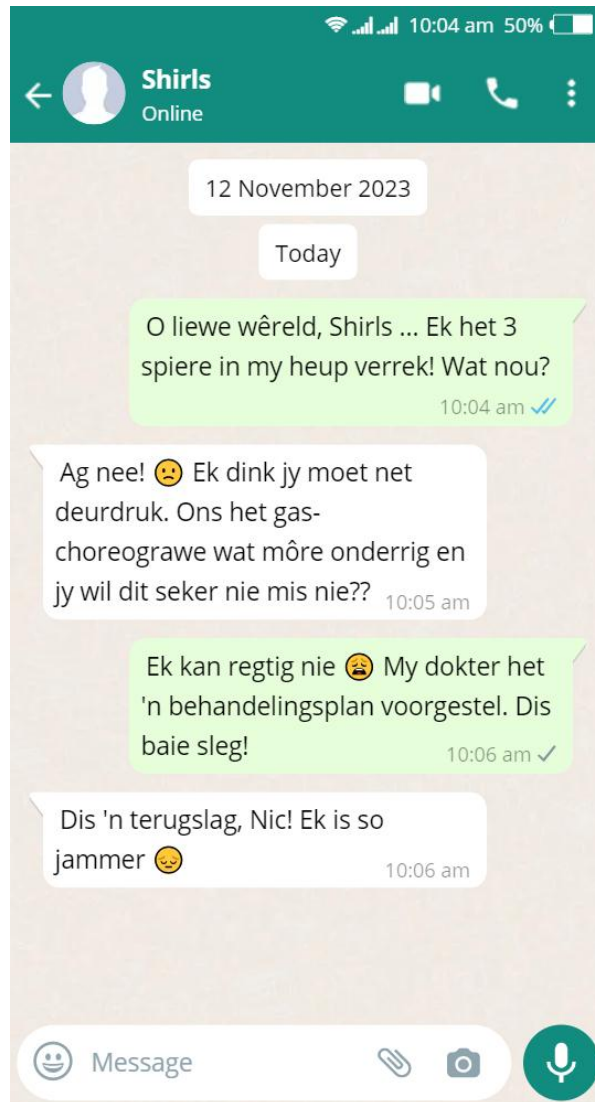 10:04 am 50%
Shirls
Online
12 November 2023
Today
O liewe wêreld, Shirls ... Ek het 3
spiere in my heup verrek! Wat nou?
10:04 am
Ag nee! 🙁 Ek dink jy moet net
deurdruk. Ons het gas-
choreograwe wat môre onderrig en
jy wil dit seker nie mis nie?? 10:05 am
Ek kan regtig nie 😩 My dokter het
'n behandelingsplan voorgestel. Dis
baie sleg! 10:06 am
Dis 'n terugslag, Nic! Ek is so
jammer 😔 10:06 am
Message